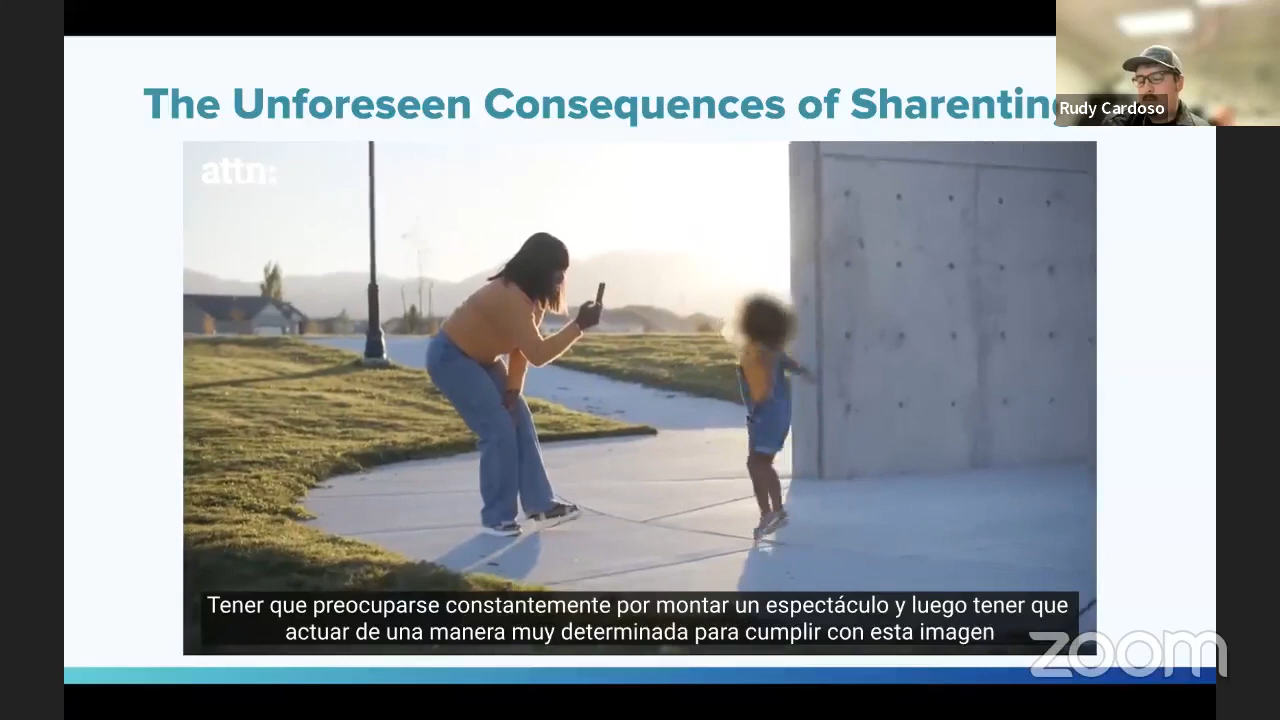 The Unforeseen Consequences of Sharenting
Rudy Cardoso
attn:
Tener que preocuparse constantemente por montar un espectáculo y luego tener que
actuar de una manera muy determinada para cumplir con esta imagen
zoom